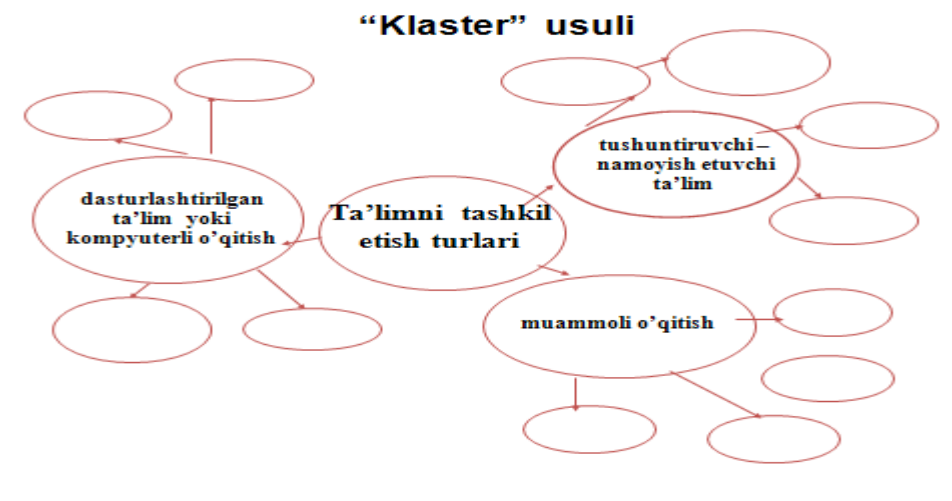 “Klaster” usuli
tushuntiruvchi –
namoyish etuvchi
ta’lim
dasturlashtirilgan
ta’lim yoki
kompyuterli o’qitish
Ta’limni tashkil
etish turlari
muammoli o’qitish